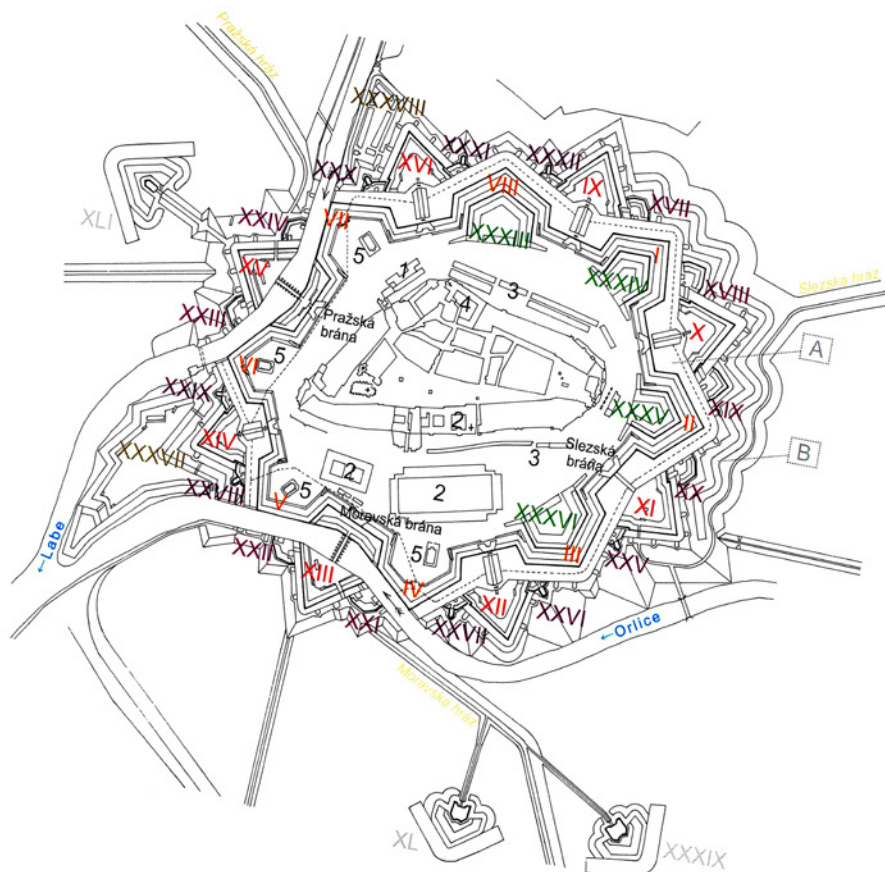 Pražská hráz
XXXVIII
XXXI
XXXII
XVI
IX
XXX
VIII
XVII
XLI
XXIV
VII
XXXIII
I
5
XV
1
XXXIV
XVIII
Slezská hráz
3
4
XXIII
Pražská
brána
X
A
VI
5
XXIX
XXXV
XIX
2
II
XIV
XXXVII
3
Slezská
brána
B
2
XX
XXVIII
V
5
2
XI
XXXVI
Moravská brána
←Labe
XXII
5
III
XXV
XIII
IV
XII
XXVI
XXI
XXVII
←Orlice
Moravská hráz
XL
XXXIX